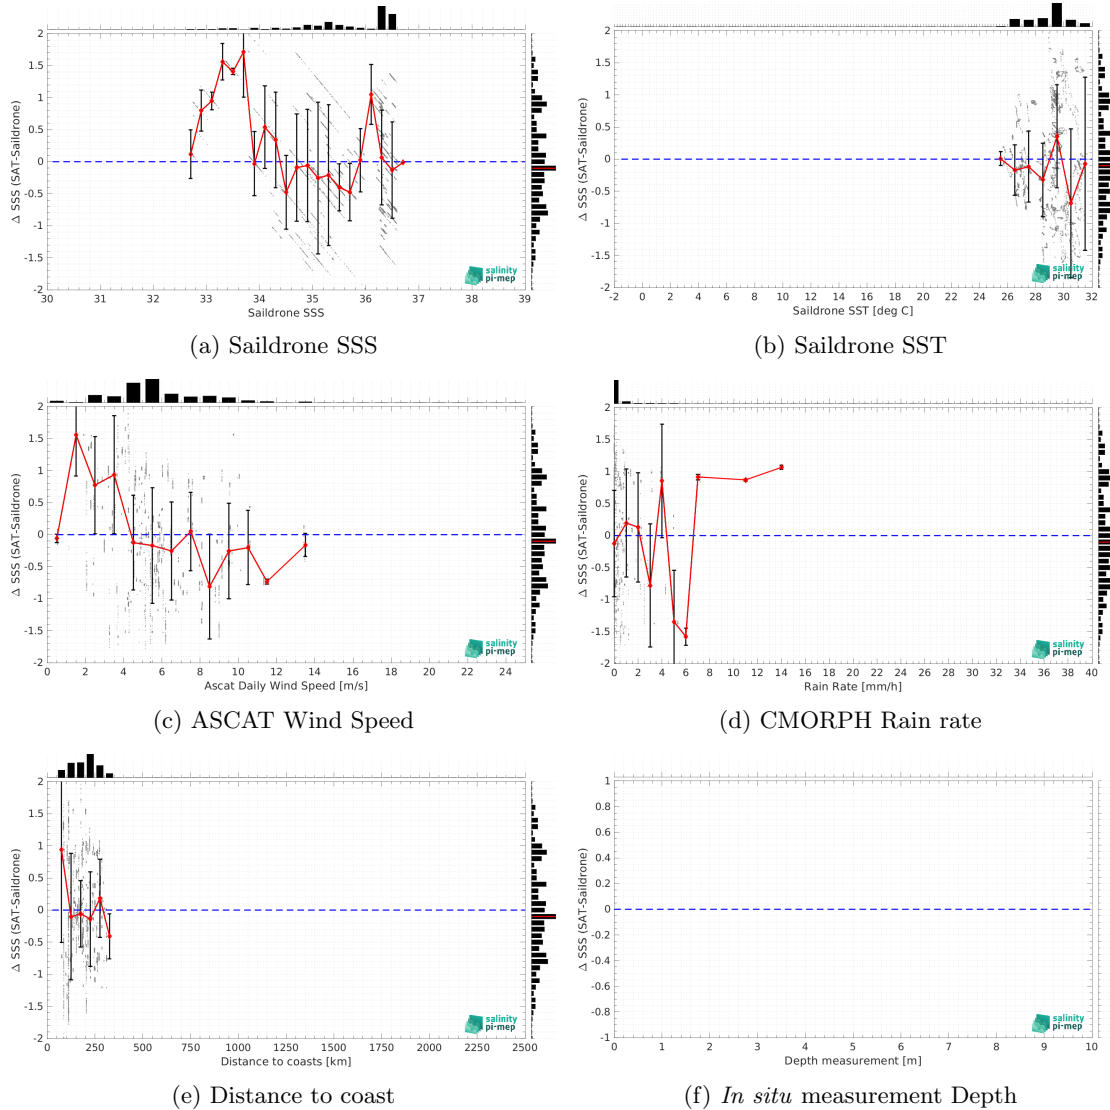 2
1.5
1
0.5
0
-0.5
-1
-1.5
-2
Δ SSS (SAT-Saildrone)
30 31 32 33 34 35 36 37 38 39
Saildrone SSS
salinity
pi-mep
(a) Saildrone SSS
2
1.5
1
0.5
0
-0.5
-1
-1.5
-2
Δ SSS (SAT-Saildrone)
-2 0 2 4 6 8 10 12 14 16 18 20 22 24 26 28 30 32
Saildrone SST [deg C]
salinity
pi-mep
(b) Saildrone SST
2
1.5
1
0.5
0
-0.5
-1
-1.5
-2
Δ SSS (SAT-Saildrone)
0 2 4 6 8 10 12 14 16 18 20 22 24
Ascat Daily Wind Speed [m/s]
salinity
pi-mep
(c) ASCAT Wind Speed
2
1.5
1
0.5
0
-0.5
-1
-1.5
-2
Δ SSS (SAT-Saildrone)
0 2 4 6 8 10 12 14 16 18 20 22 24 26 28 30 32 34 36 38 40
Rain Rate [mm/h]
salinity
pi-mep
(d) CMORPH Rain rate
2
1.5
1
0.5
0
-0.5
-1
-1.5
-2
Δ SSS (SAT-Saildrone)
0 250 500 750 1000 1250 1500 1750 2000 2250 2500
Distance to coasts [km]
salinity
pi-mep
(e) Distance to coast
1
0.8
0.6
0.4
0.2
0
-0.2
-0.4
-0.6
-0.8
-1
Δ SSS (SAT-Saildrone)
0 1 2 3 4 5 6 7 8 9 10
Depth measurement [m]
salinity
pi-mep
(f) In situ measurement Depth